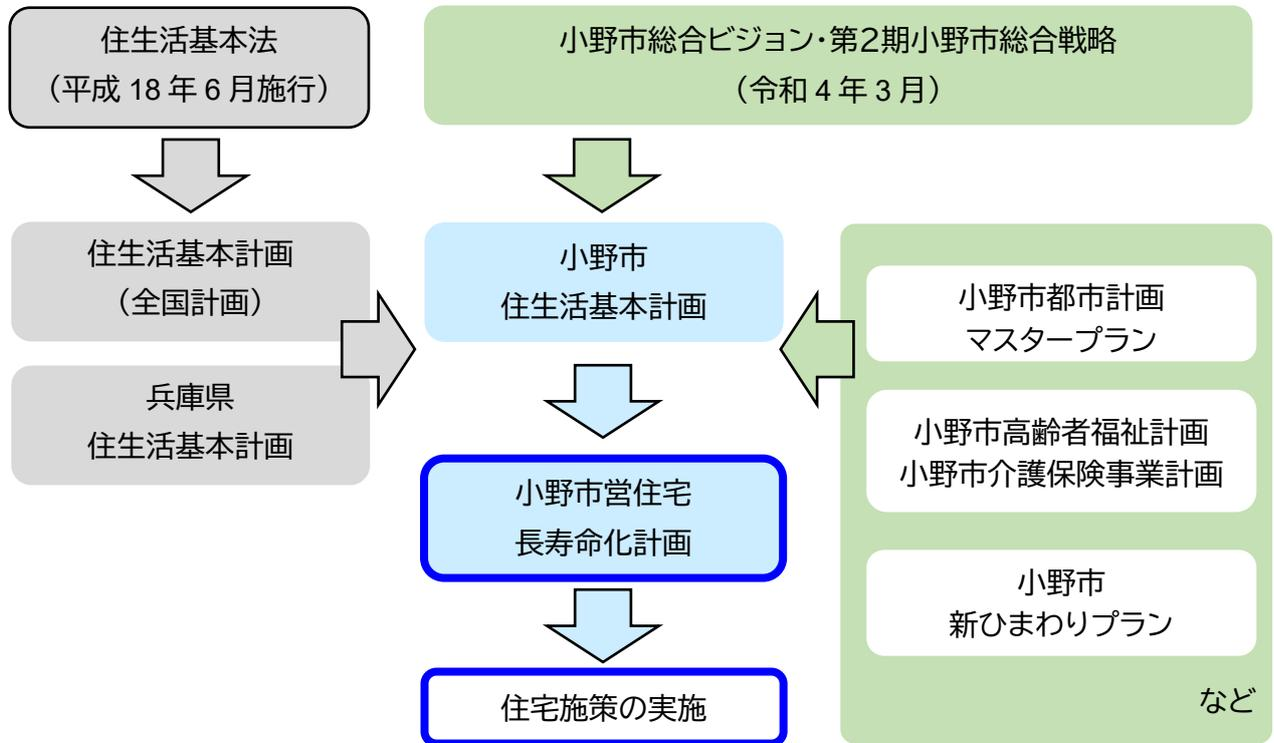 住生活基本法
（平成 18 年 6 月施行）
小野市総合ビジョン・第2期小野市総合戦略
（令和 4 年 3 月）
住生活基本計画
（全国計画）
兵庫県
住生活基本計画
小野市
住生活基本計画
小野市営住宅
長寿命化計画
住宅施策の実施
小野市都市計画
マスタープラン
小野市高齢者福祉計画
小野市介護保険事業計画
小野市
新ひまわりプラン
など